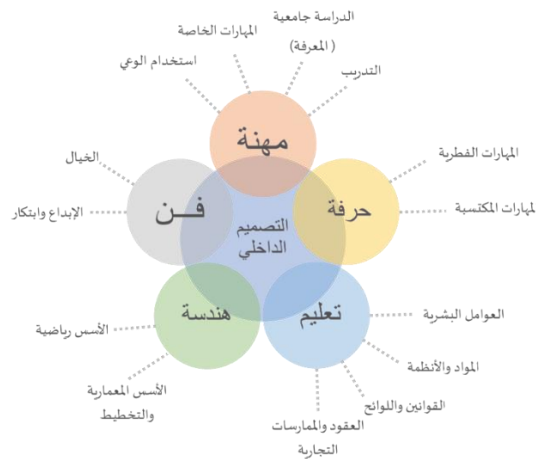 الدراسة جامعية
(المعرفة)
المهارات الخاصة
استخدام الوعي
التدريب
مهنة
المهارات الفطرية
لمهارات المكتسبة
حرفة
الخيال
الإبداع وابتكار
فــن
التصميم
الداخلي
هندسة
تعليم
العوامل البشرية
المواد والأنظمة
القوانين واللوائح
العقود والممارسات
التجارية
الأسس رياضية
الأسس المعمارية
والتخطيط